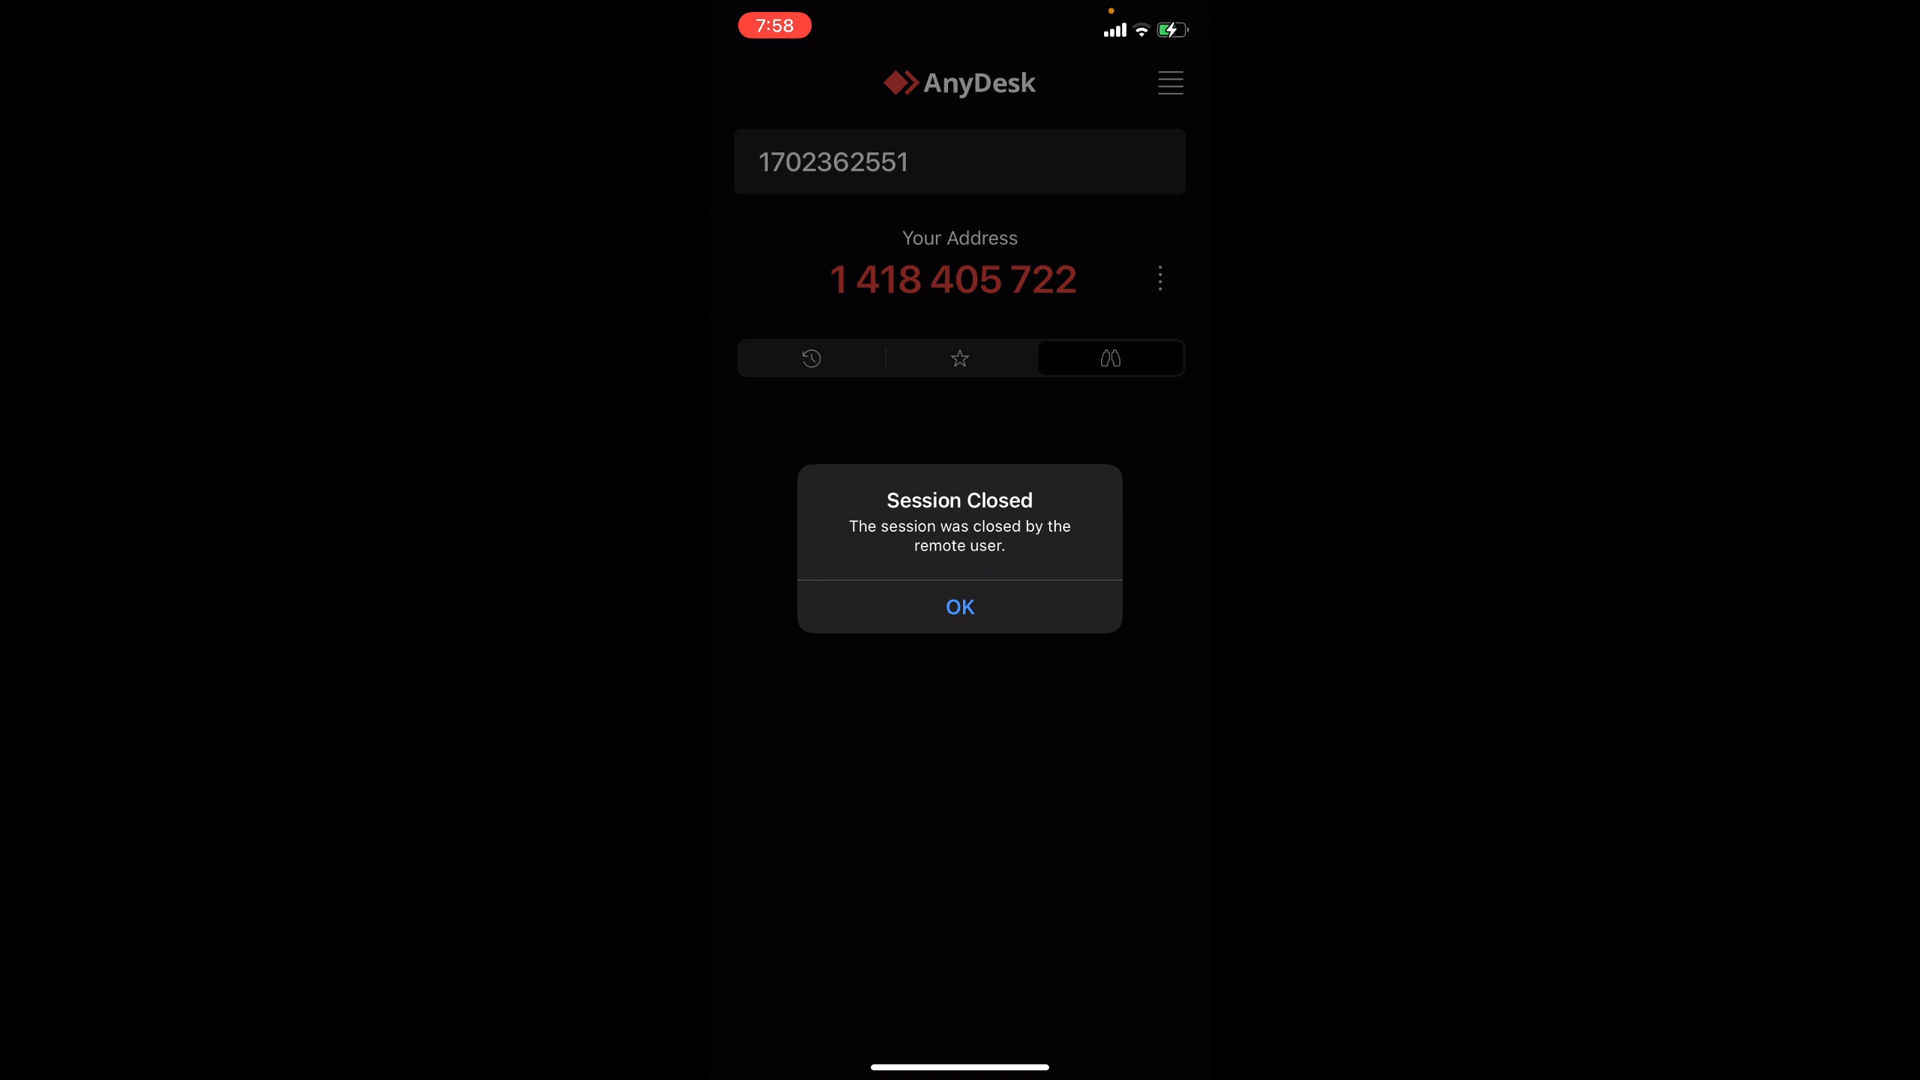 7:58
AnyDesk
1702362551
Your Address
1 418 405 722
Session Closed
The session was closed by the
remote user.
OK